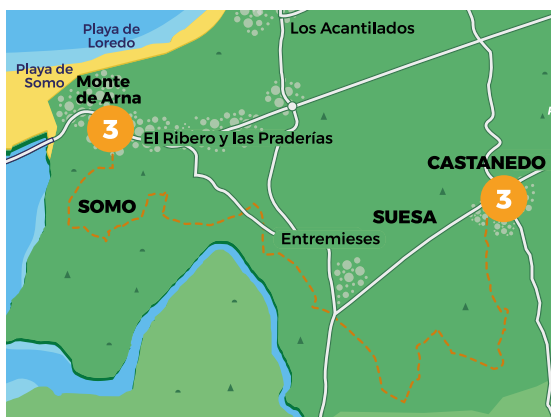 Playa de
Loredo
Los Acantilados
Playa de
Somo
Monte
de Arna
3
El Ribero y las Praderías
CASTANEDO
3
SOMO
SUESA
Entremieses